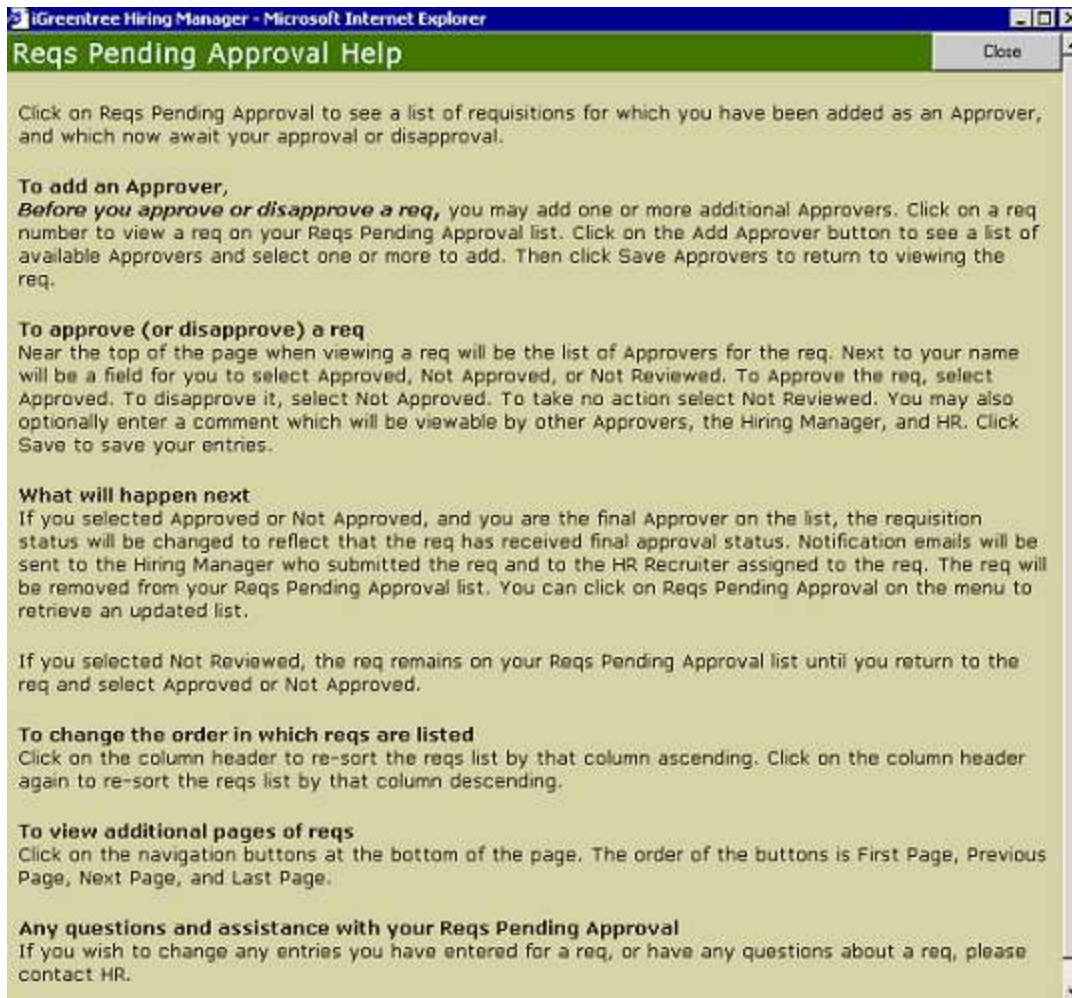 iGreentree Hiring Manager - Microsoft Internet Explorer
Reqs Pending Approval Help
Close
Click on Reqs Pending Approval to see a list of requisitions for which you have been added as an Approver,
and which now await your approval or disapproval.
To add an Approver,
Before you approve or disapprove a req, you may add one or more additional Approvers. Click on a req
number to view a req on your Reqs Pending Approval list. Click on the Add Approver button to see a list of
available Approvers and select one or more to add. Then click Save Approvers to return to viewing the
req.
To approve (or disapprove) a req
Near the top of the page when viewing a req will be the list of Approvers for the req. Next to your name
will be a field for you to select Approved, Not Approved, or Not Reviewed. To Approve the req, select
Approved. To disapprove it, select Not Approved. To take no action select Not Reviewed. You may also
optionally enter a comment which will be viewable by other Approvers, the Hiring Manager, and HR. Click
Save to save your entries.
What will happen next
If you selected Approved or Not Approved, and you are the final Approver on the list, the requisition
status will be changed to reflect that the req has received final approval status. Notification emails will be
sent to the Hiring Manager who submitted the req and to the HR Recruiter assigned to the req. The req will
be removed from your Reqs Pending Approval list. You can click on Reqs Pending Approval on the menu to
retrieve an updated list.
If you selected Not Reviewed, the req remains on your Reqs Pending Approval list until you return to the
req and select Approved or Not Approved.
To change the order in which reqs are listed
Click on the column header to re-sort the reqs list by that column ascending. Click on the column header
again to re-sort the reqs list by that column descending.
To view additional pages of reqs
Click on the navigation buttons at the bottom of the page. The order of the buttons is First Page, Previous
Page, Next Page, and Last Page.
Any questions and assistance with your Reqs Pending Approval
If you wish to change any entries you have entered for a req, or have any questions about a req, please
contact HR.